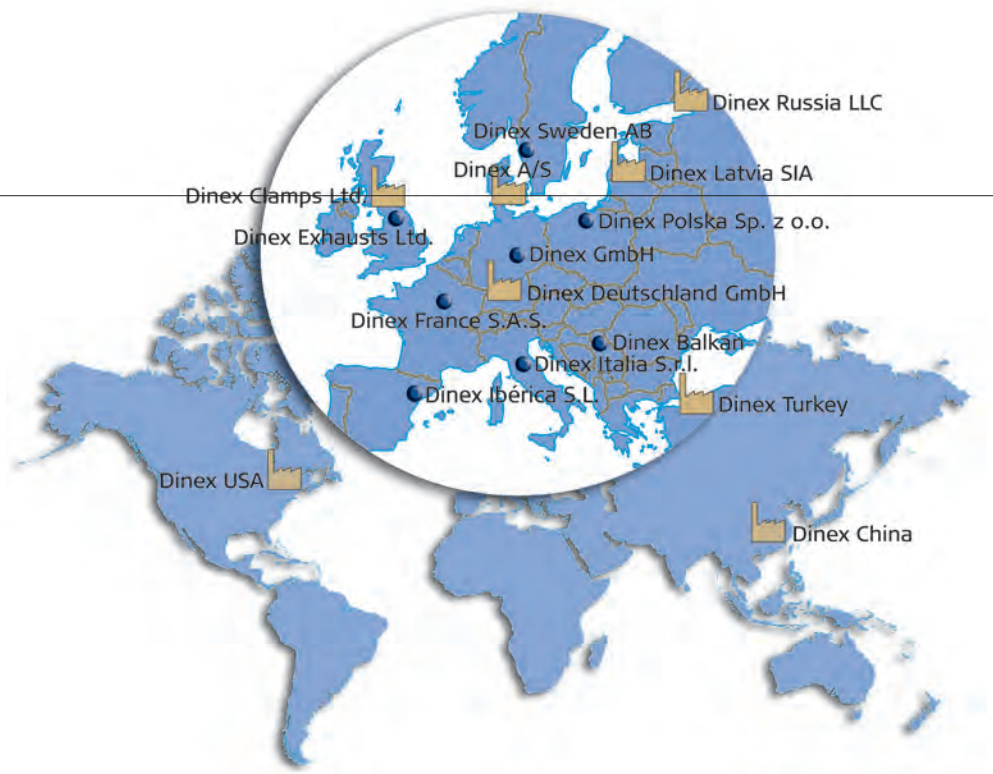 Dinex Russia LLC
Dinex Sweden AB
Dinex A/S
Dinex Latvia SIA
Dinex Clamps Ltd.
Dinex Polska Sp. z o.o.
Dinex Exhausts Ltd.
Dinex GmbH
Dinex Deutschland GmbH
Dinex France S.A.S.
Dinex Balkan
Dinex Italia S.r.l.
Dinex Ibérica S.L.
Dinex Turkey
Dinex USA
Dinex China